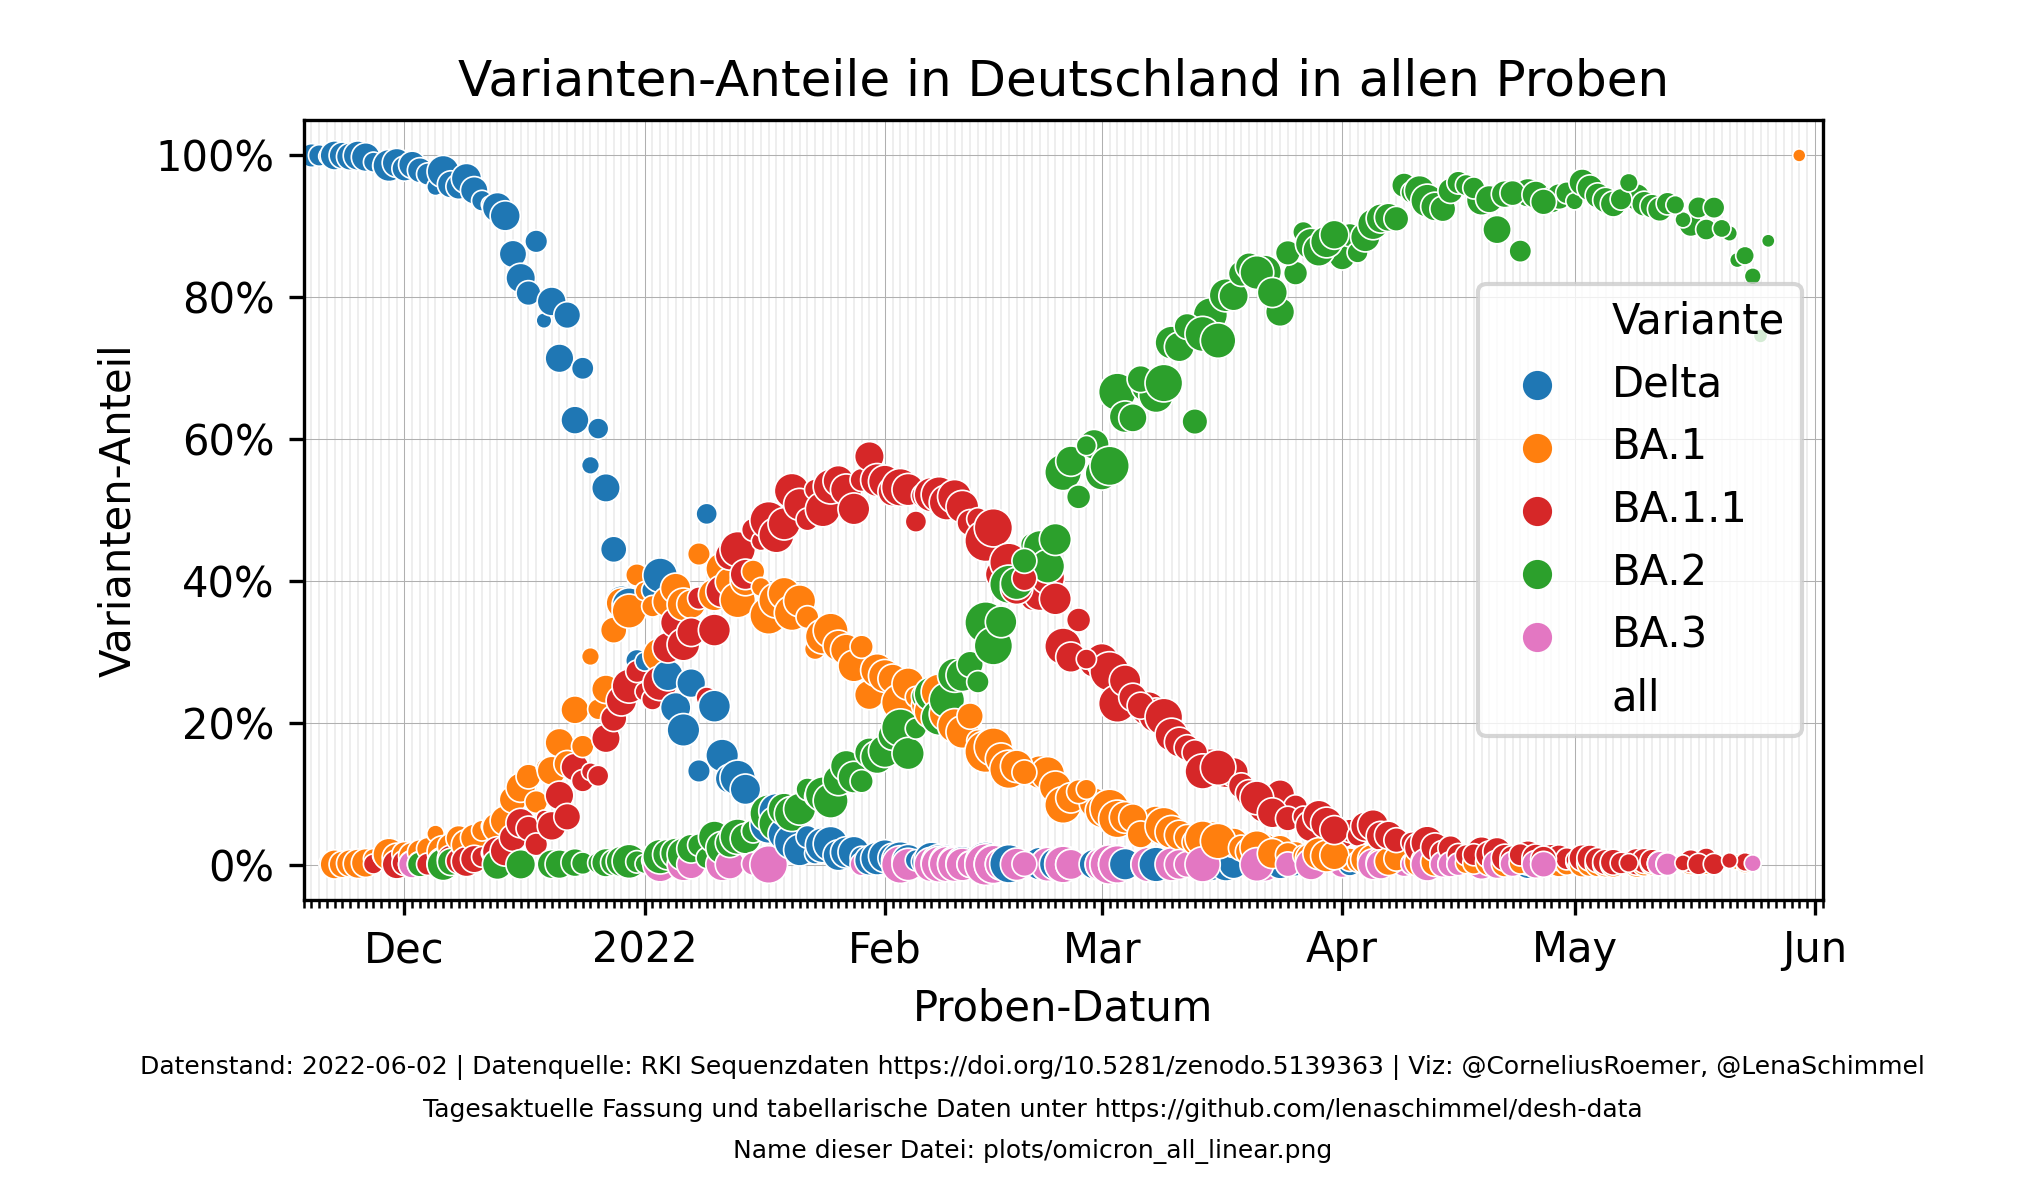 Varianten-Anteile in Deutschland in allen Proben
100%
80%
60%
40%
20%
0%
Varianten-Anteil
Variante
Delta
BA.1
BA.1.1
BA.2
BA.3
all
Dec 2022 Feb Mar Apr May Jun
Proben-Datum
Datenstand: 2022-06-02 | Datenquelle: RKI Sequenzdaten https://doi.org/10.5281/zenodo.5139363 | Viz: @CorneliusRoemer, @LenaSchimmel
Tagesaktuelle Fassung und tabellarische Daten unter https://github.com/lenaschimmel/desh-data
Name dieser Datei: plots/omicron_all_linear.png